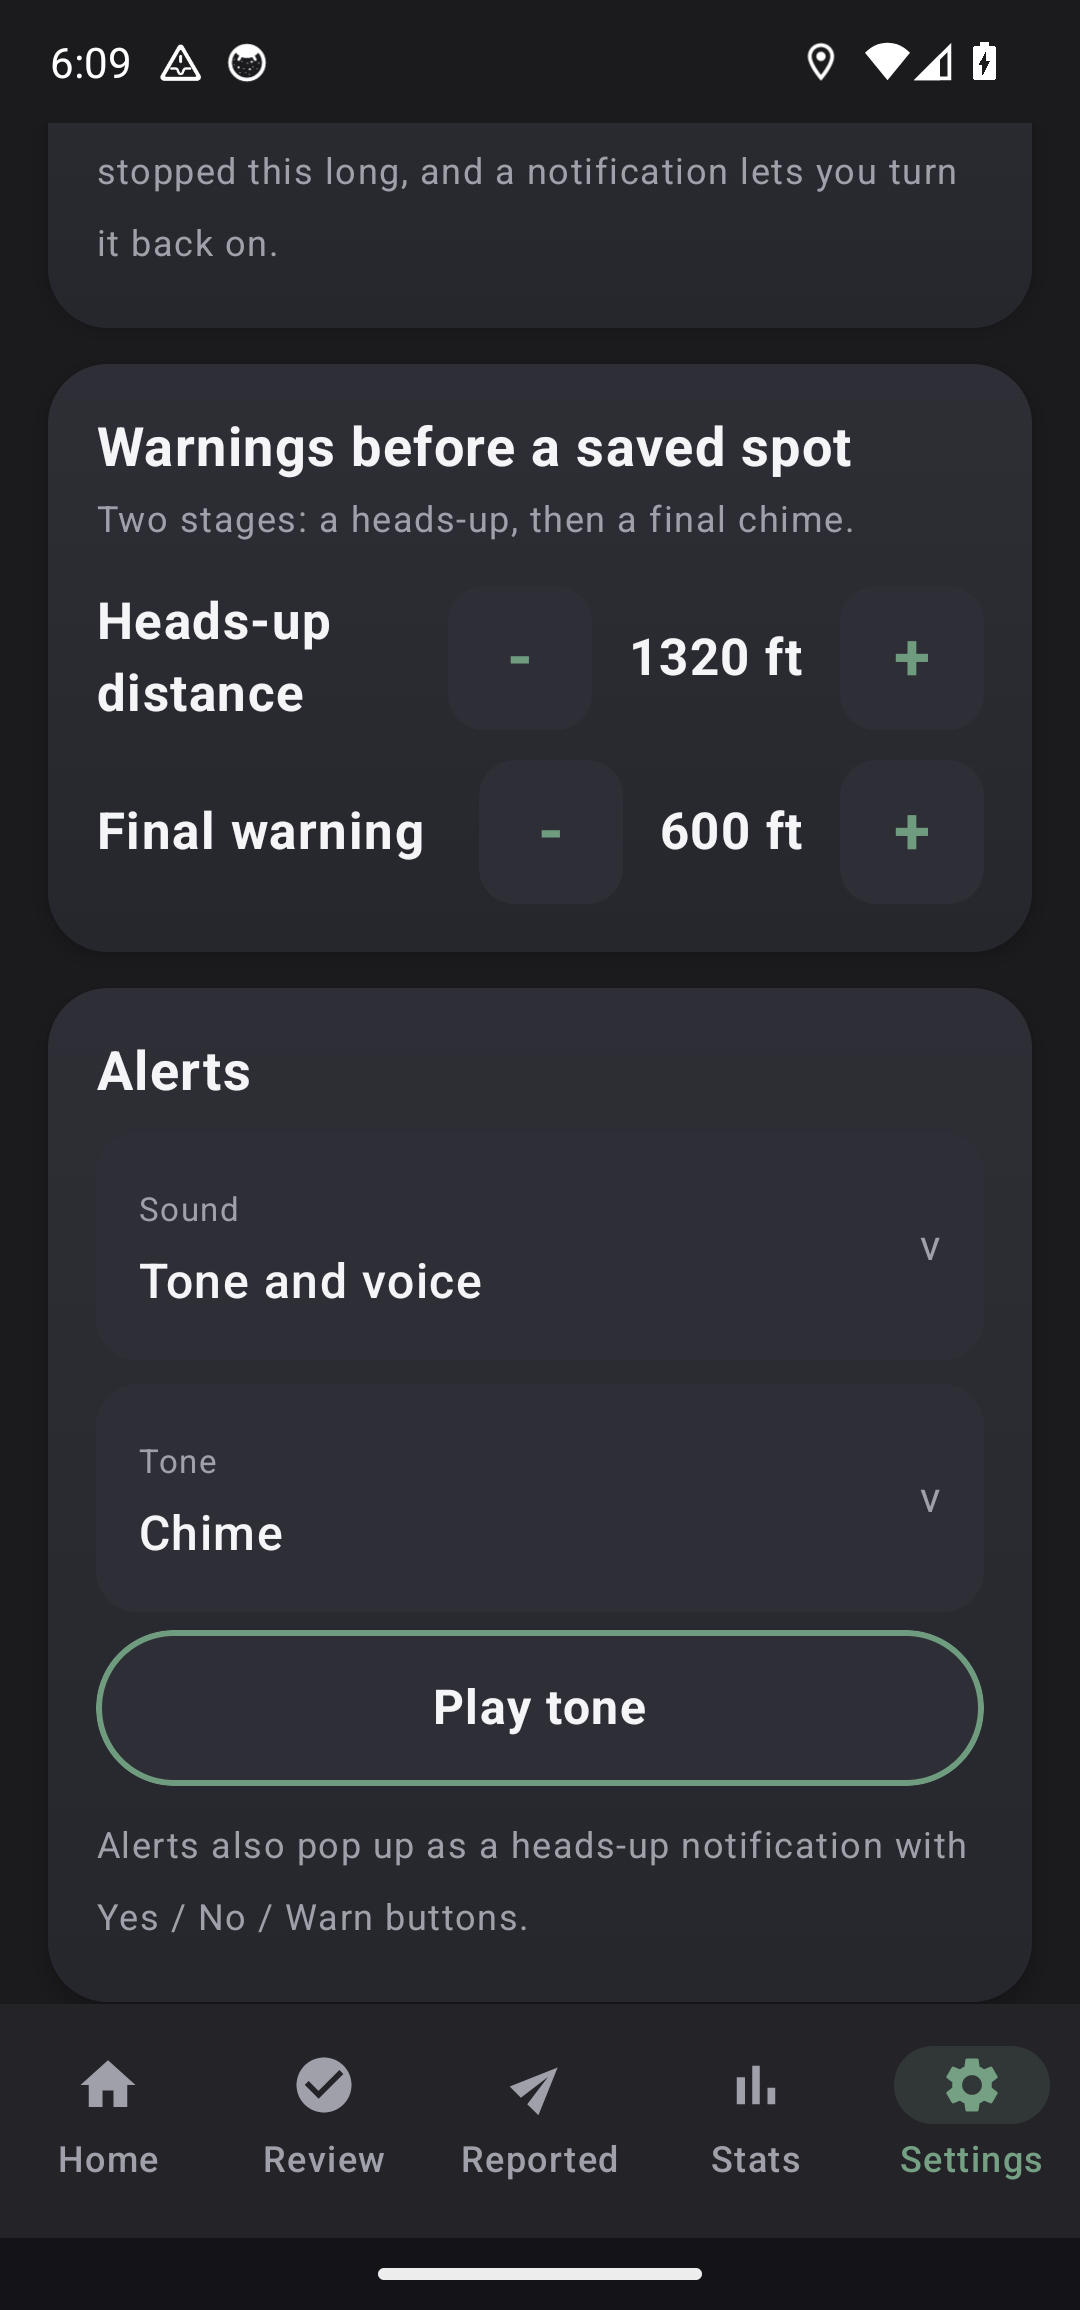 6:09
stopped this long, and a notification lets you turn
it back on.
Warnings before a saved spot
Two stages: a heads-up, then a final chime.
Heads-up
distance
- 1320 ft +
Final warning - 600 ft +
Alerts
Sound
Tone and voice
v
Tone
Chime
v
Play tone
Alerts also pop up as a heads-up notification with
Yes / No / Warn buttons.
Home Review Reported Stats Settings